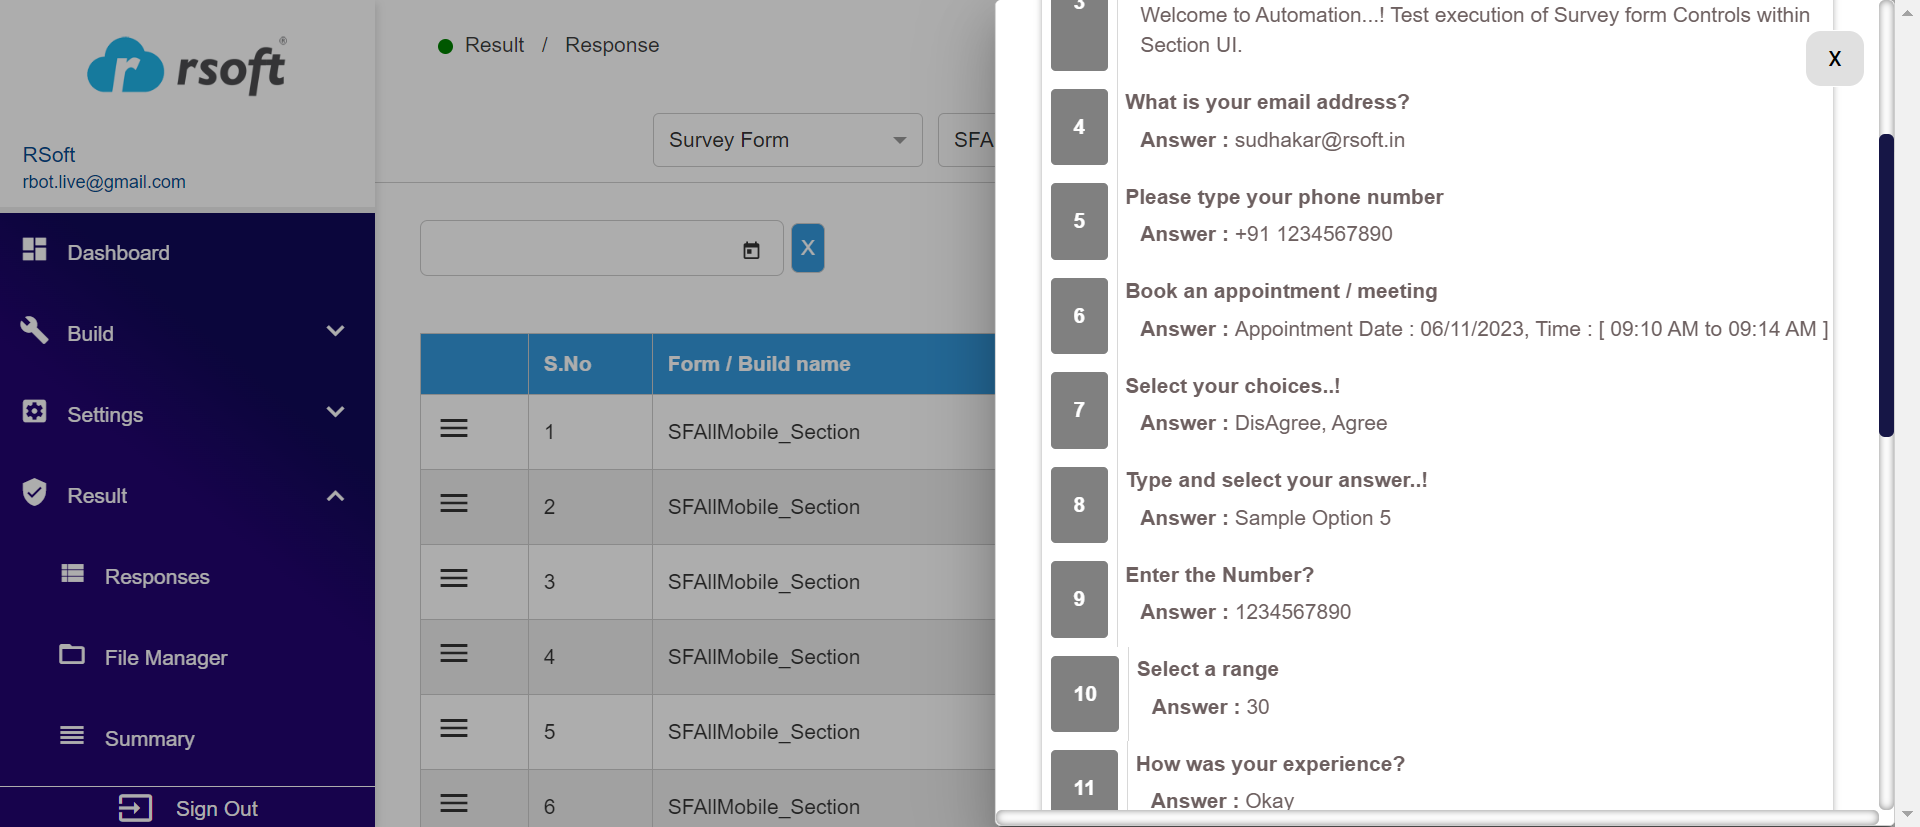 rsoft®
RSoft
rbot.live@gmail.com
Dashboard
Build
Settings
Result
Responses
File Manager
Summary
Sign Out
Result / Response
Survey Form
SFA
X
S.No Form / Build name
1 SFAllMobile_Section
2 SFAllMobile_Section
3 SFAllMobile_Section
4 SFAllMobile_Section
5 SFAllMobile_Section
6 SFAllMobile_Section
X
3
Welcome to Automation...! Test execution of Survey form Controls within
Section UI.
4 What is your email address?
Answer : sudhakar@rsoft.in
5 Please type your phone number
Answer : +91 1234567890
6 Book an appointment / meeting
Answer : Appointment Date : 06/11/2023, Time : [ 09:10 AM to 09:14 AM ]
7 Select your choices..!
Answer : DisAgree, Agree
8 Type and select your answer..!
Answer : Sample Option 5
9 Enter the Number?
Answer : 1234567890
10 Select a range
Answer : 30
11 How was your experience?
Answer : Okay